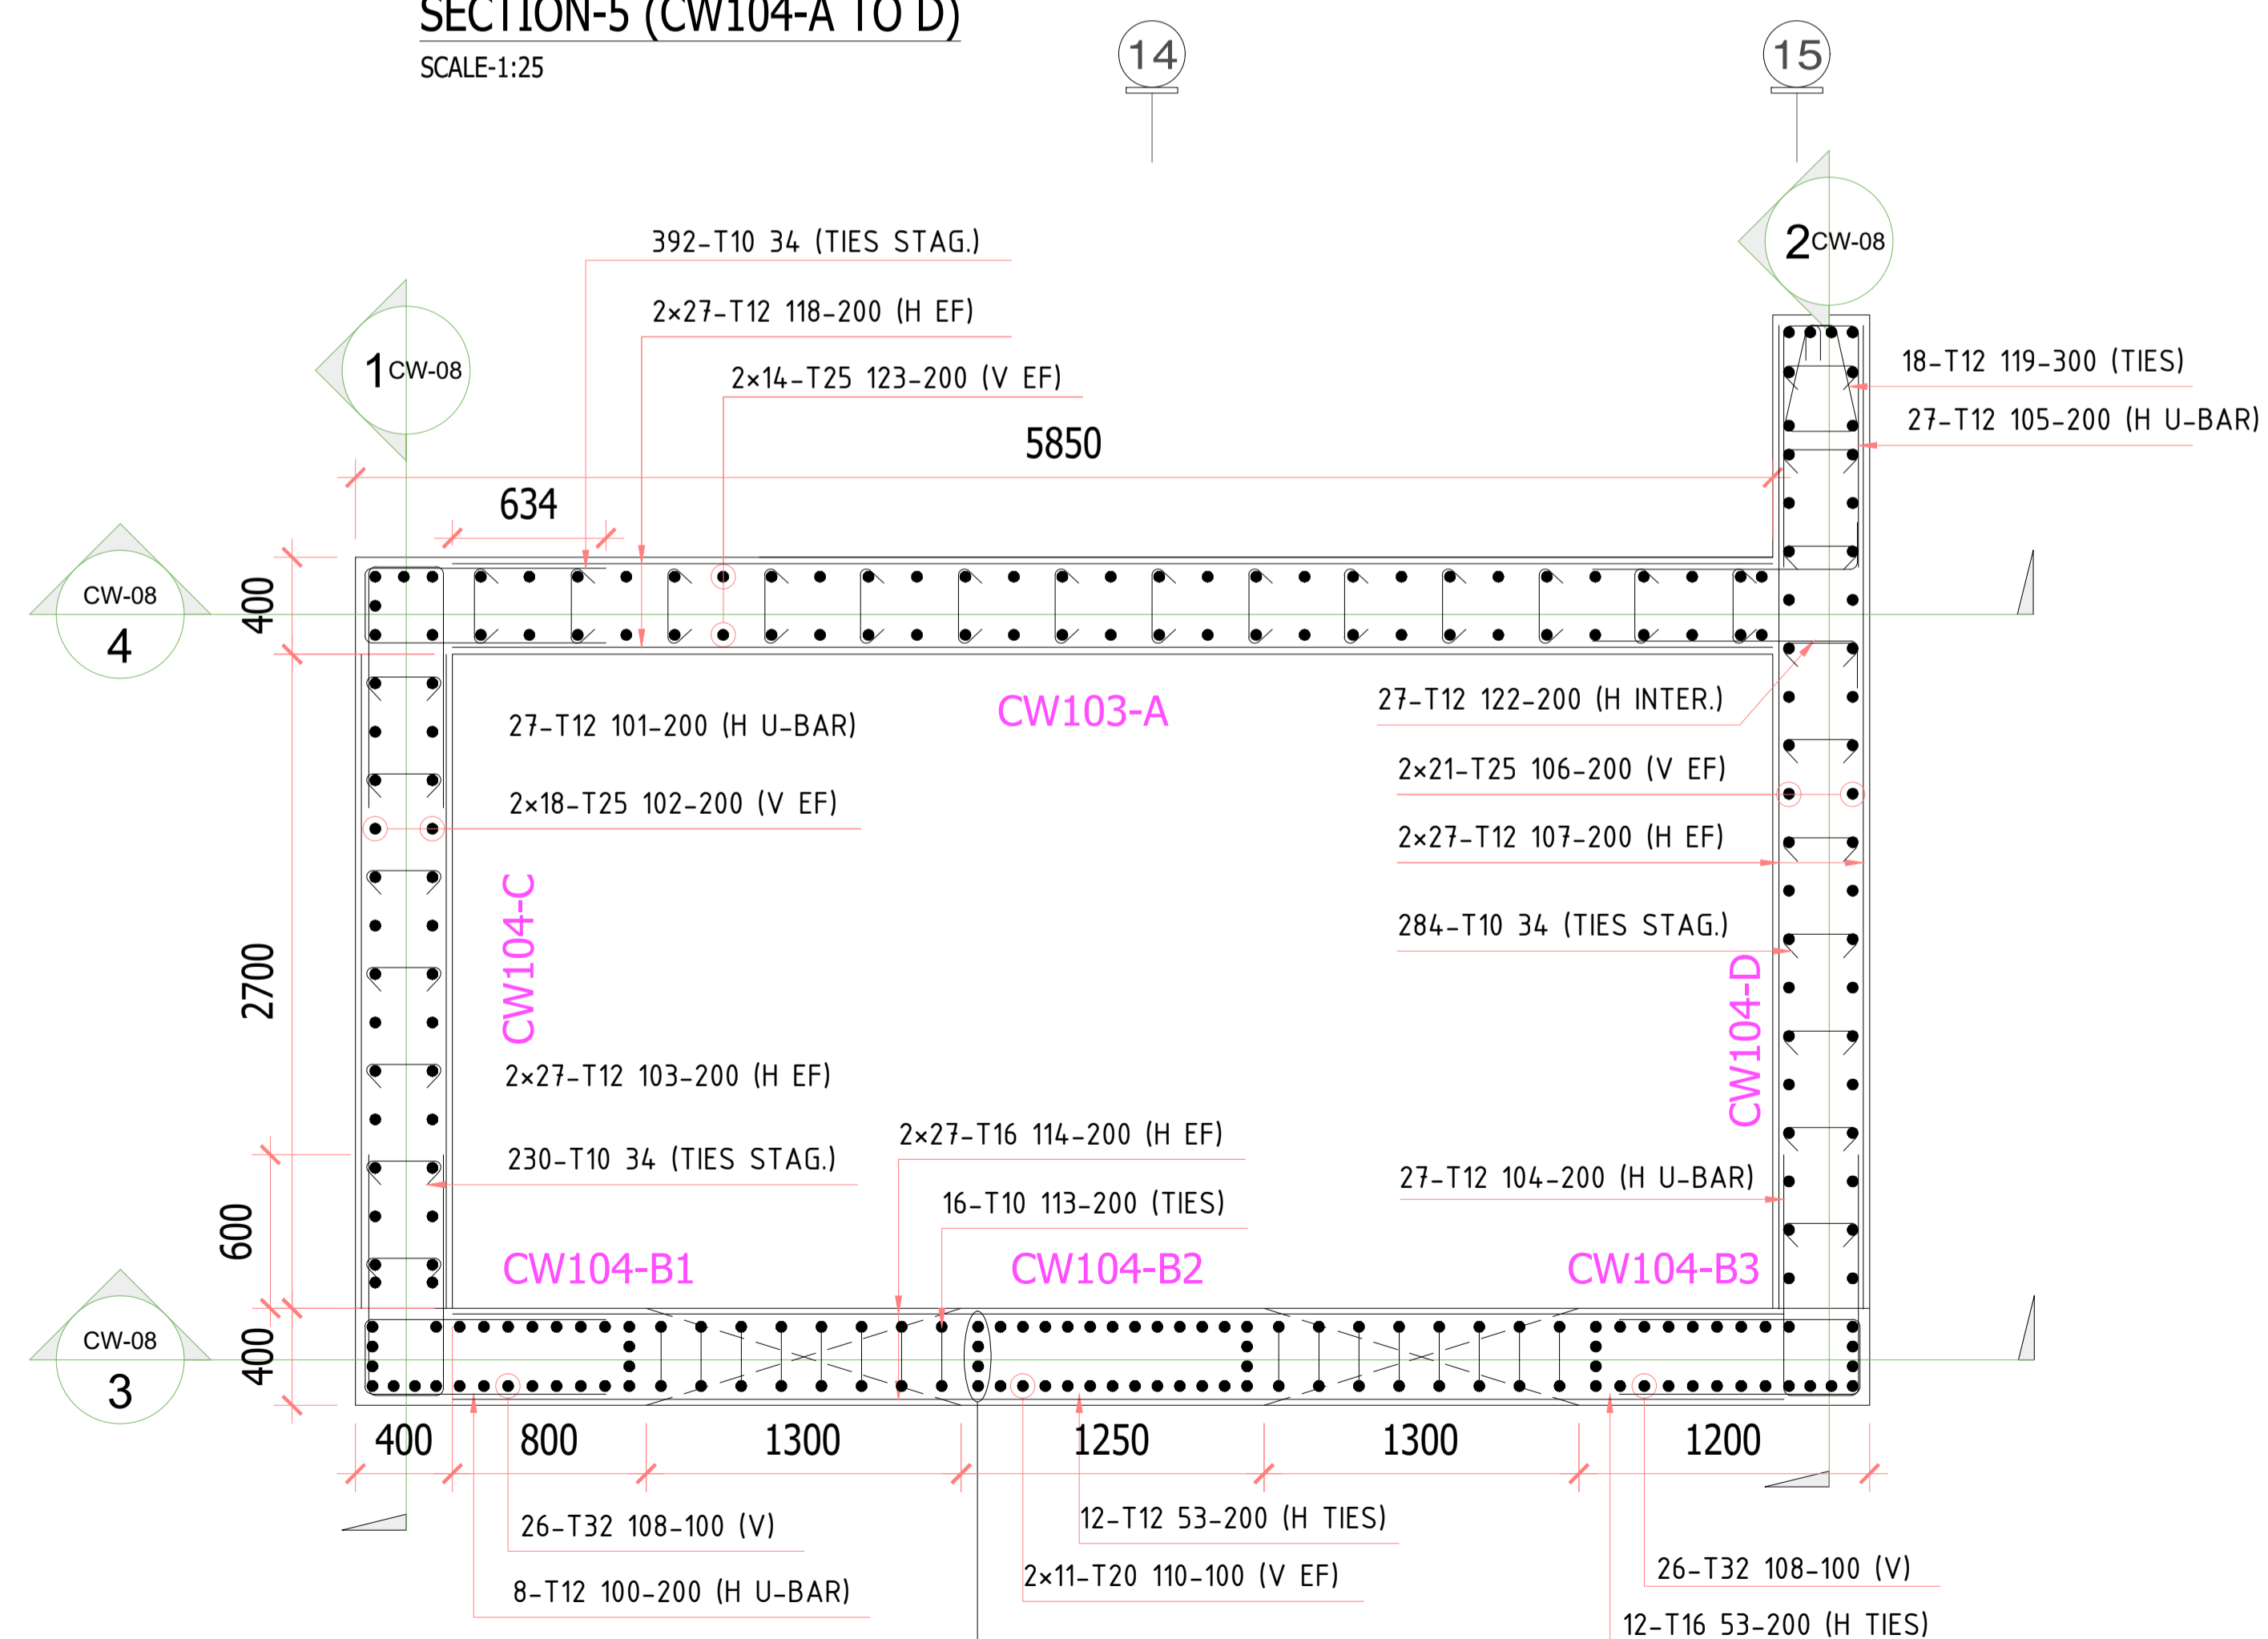 SECTION-5 (CW104-A TO D)
SCALE-1:25
14
15
2 CW-08
392-T10 34 (TIES STAG.)
2×27-T12 118-200 (H EF)
1 CW-08
2×14-T25 123-200 (V EF)
18-T12 119-300 (TIES)
27-T12 105-200 (H U-BAR)
5850
634
CW-08
4
400
CW103-A
27-T12 122-200 (H INTER.)
27-T12 101-200 (H U-BAR)
2×21-T25 106-200 (V EF)
2×18-T25 102-200 (V EF)
2×27-T12 107-200 (H EF)
CW104-C
284-T10 34 (TIES STAG.)
2700
CW104-D
2×27-T12 103-200 (H EF)
2×27-T16 114-200 (H EF)
230-T10 34 (TIES STAG.)
27-T12 104-200 (H U-BAR)
16-T10 113-200 (TIES)
600
CW104-B1
CW104-B2
CW104-B3
CW-08
3
400
400
800
1300
1250
1300
1200
26-T32 108-100 (V)
12-T12 53-200 (H TIES)
2×11-T20 110-100 (V EF)
26-T32 108-100 (V)
8-T12 100-200 (H U-BAR)
12-T16 53-200 (H TIES)